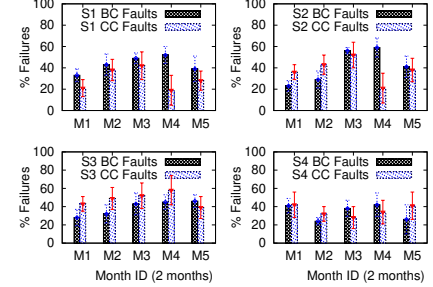 100
80
60
40
20
0
% Failures
S1 BC Faults
S1 CC Faults
M1 M2 M3 M4 M5
100
80
60
40
20
0
% Failures
S2 BC Faults
S2 CC Faults
M1 M2 M3 M4 M5
100
80
60
40
20
0
% Failures
S3 BC Faults
S3 CC Faults
M1 M2 M3 M4 M5
Month ID (2 months)
100
80
60
40
20
0
% Failures
S4 BC Faults
S4 CC Faults
M1 M2 M3 M4 M5
Month ID (2 months)